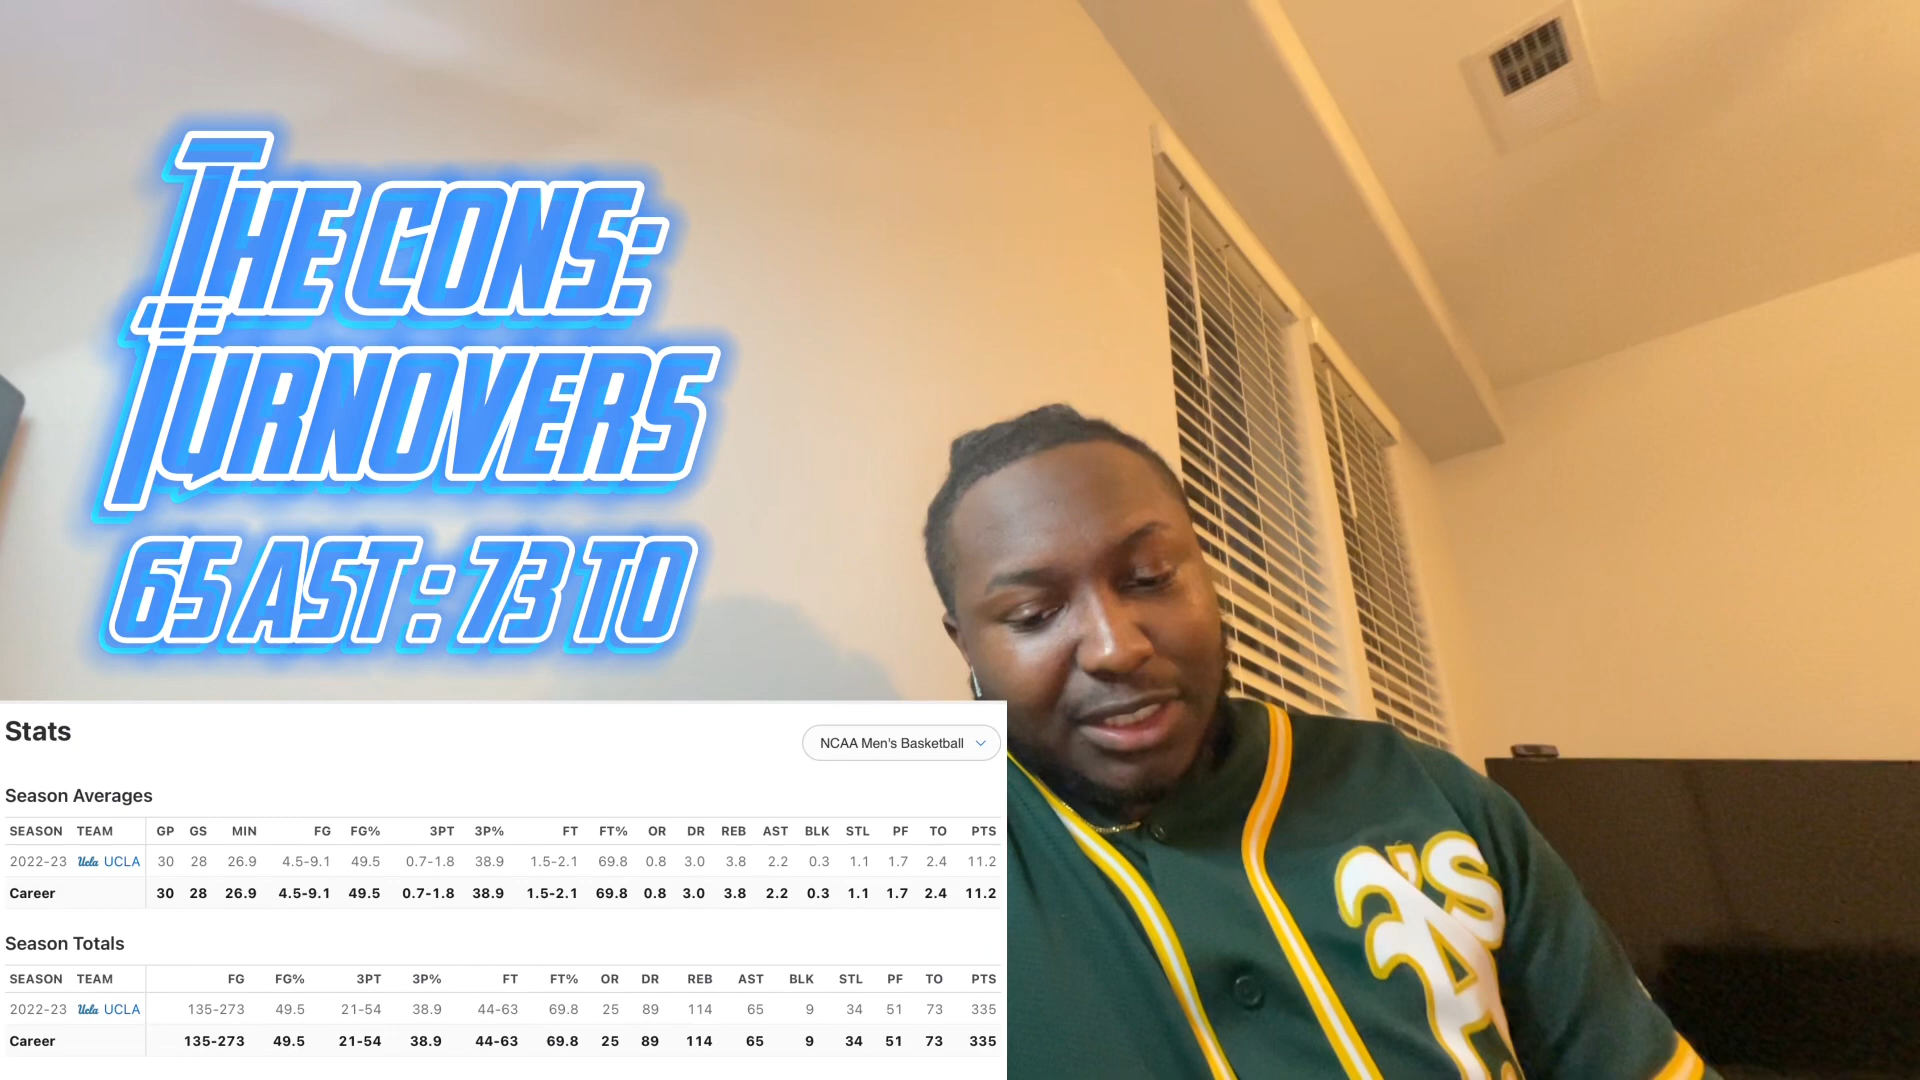 The cons:
Turnovers
65 AST : 73 TO
Stats
NCAA Men's Basketball
Season Averages
SEASON TEAM GP GS MIN FG FG% 3PT 3P% FT FT% OR DR REB AST BLK STL PF TO PTS
2022-23 Ucla UCLA 30 28 26.9 4.5-9.1 49.5 0.7-1.8 38.9 1.5-2.1 69.8 0.8 3.0 3.8 2.2 0.3 1.1 1.7 2.4 11.2
Career 30 28 26.9 4.5-9.1 49.5 0.7-1.8 38.9 1.5-2.1 69.8 0.8 3.0 3.8 2.2 0.3 1.1 1.7 2.4 11.2
Season Totals
SEASON TEAM FG FG% 3PT 3P% FT FT% OR DR REB AST BLK STL PF TO PTS
2022-23 Ucla UCLA 135-273 49.5 21-54 38.9 44-63 69.8 25 89 114 65 9 34 51 73 335
Career 135-273 49.5 21-54 38.9 44-63 69.8 25 89 114 65 9 34 51 73 335
A's